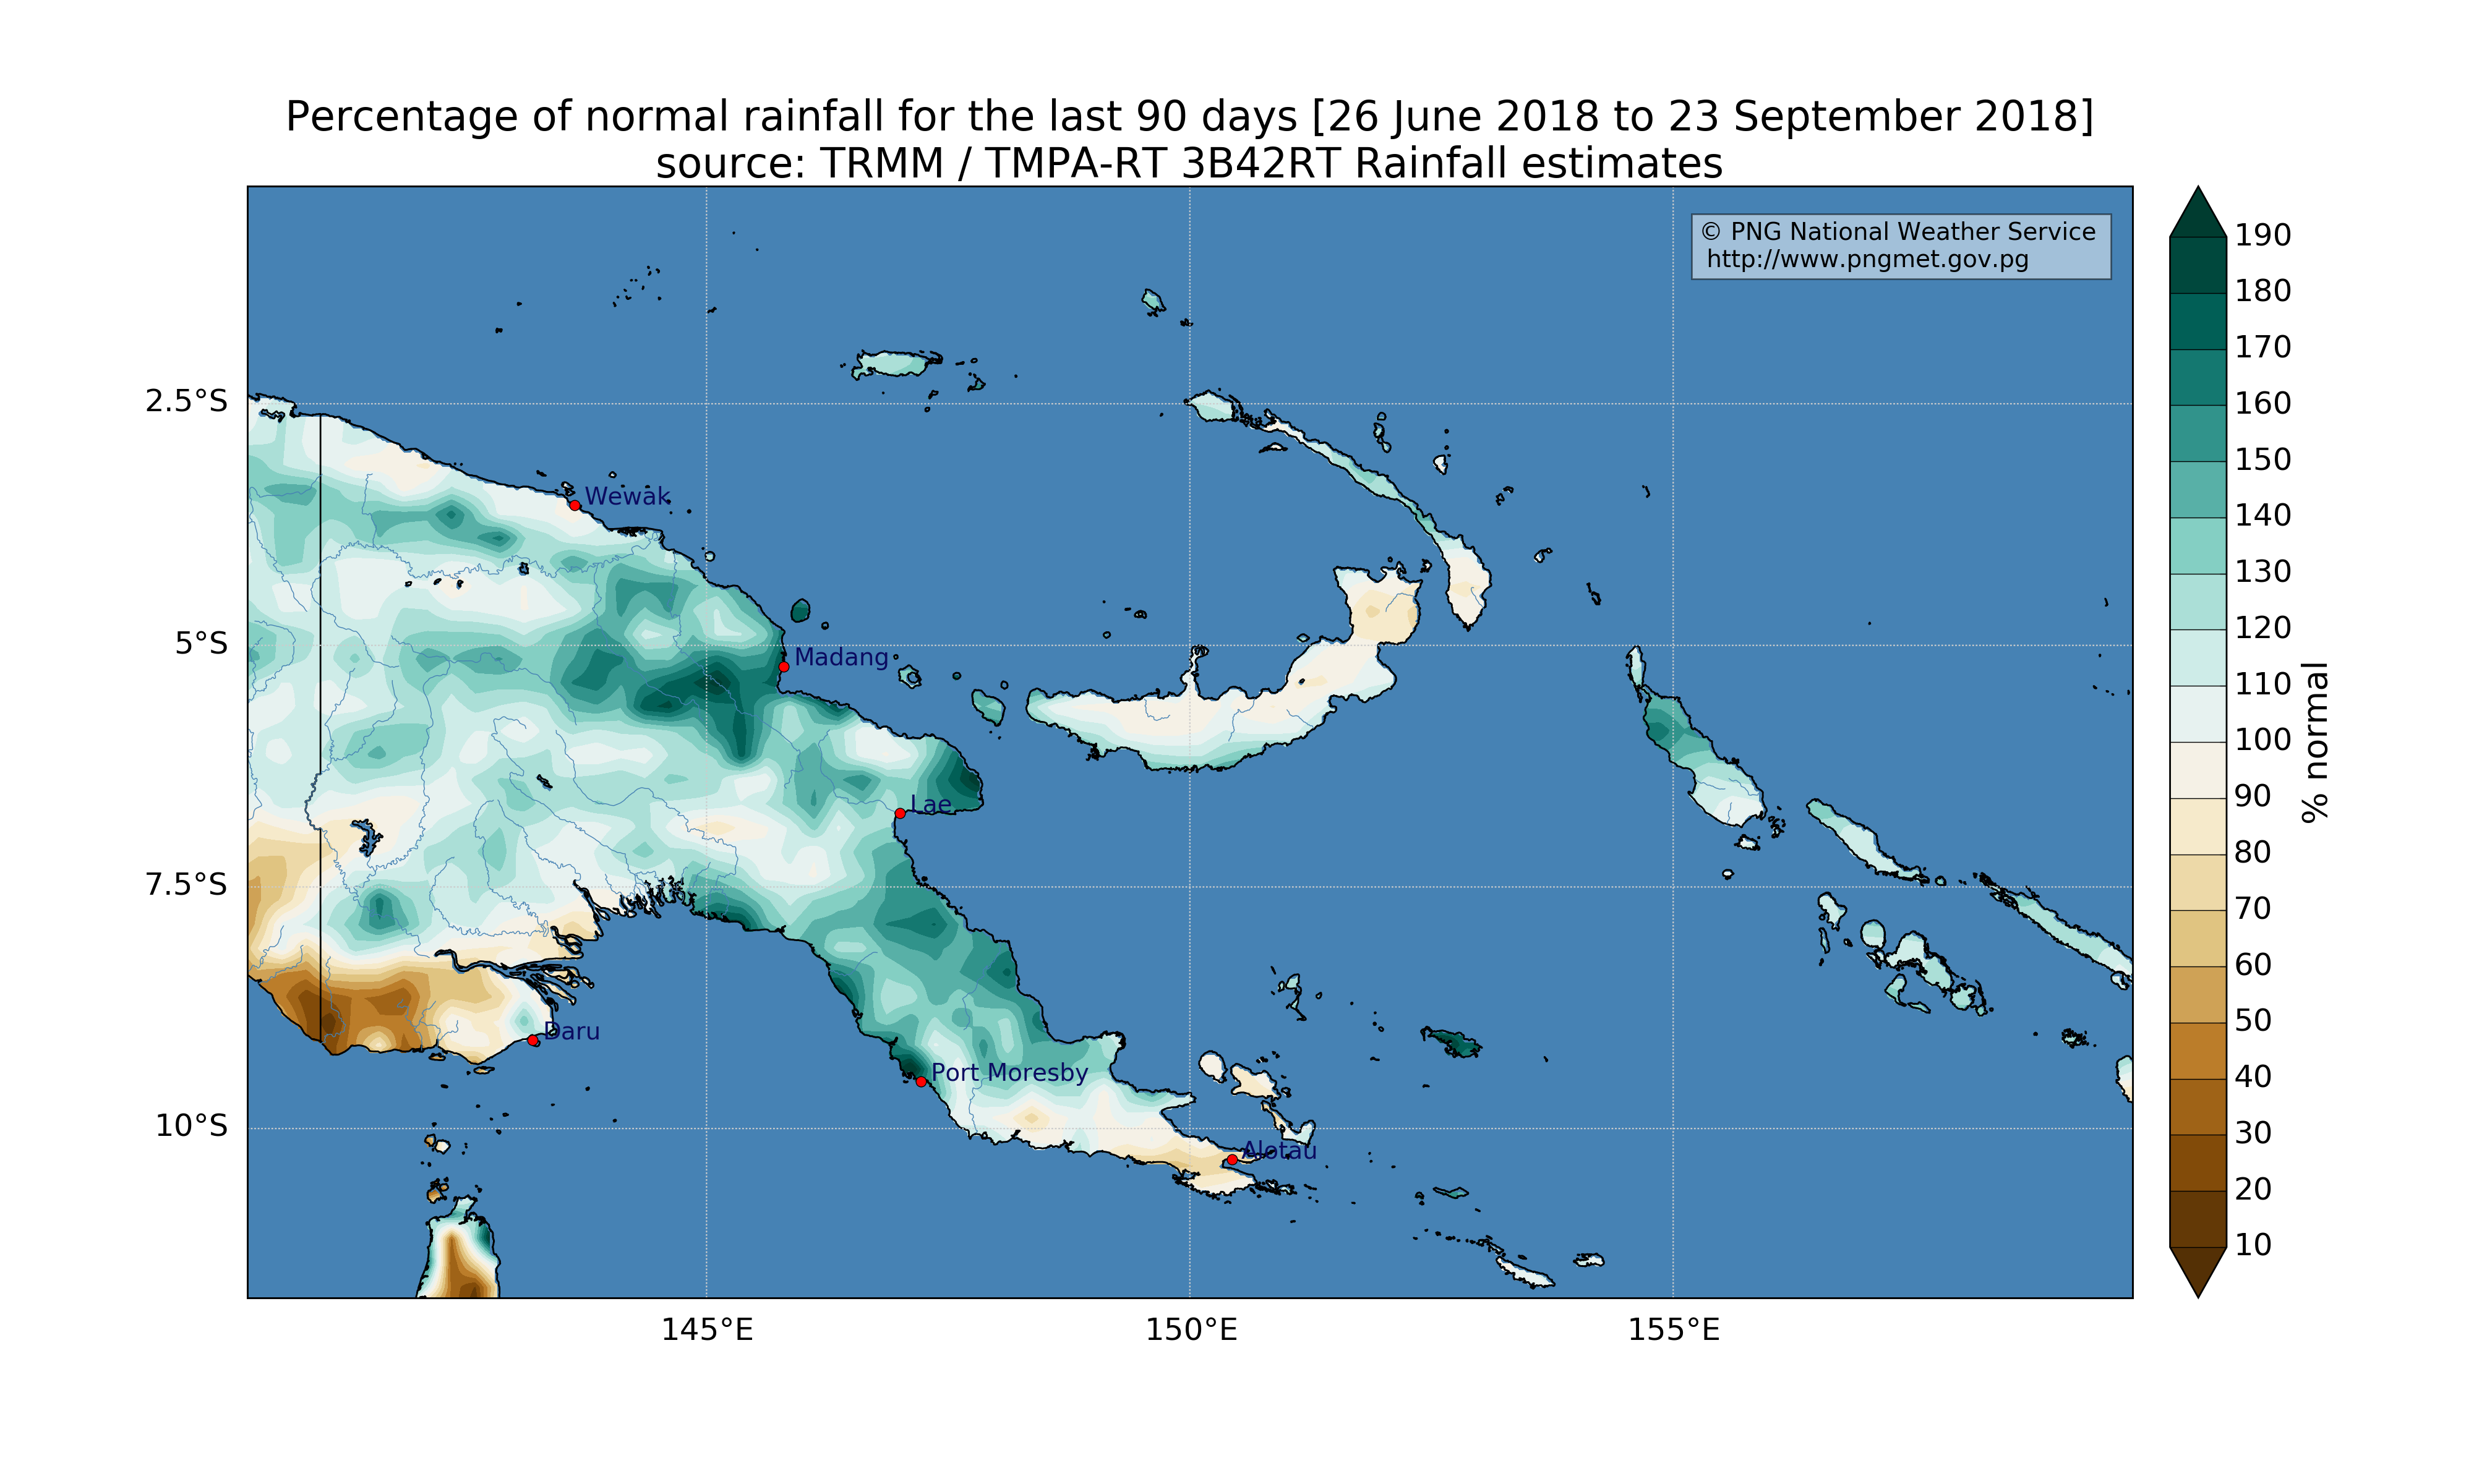 Percentage of normal rainfall for the last 90 days [26 June 2018 to 23 September 2018]
source: TRMM / TMPA-RT 3B42RT Rainfall estimates
© PNG National Weather Service
http://www.pngmet.gov.pg
2.5°S
5°S
7.5°S
10°S
145°E
150°E
155°E
Wewak
Madang
Lae
Daru
Port Moresby
Alotau
190
180
170
160
150
140
130
120
110
100
90
80
70
60
50
40
30
20
10
% normal